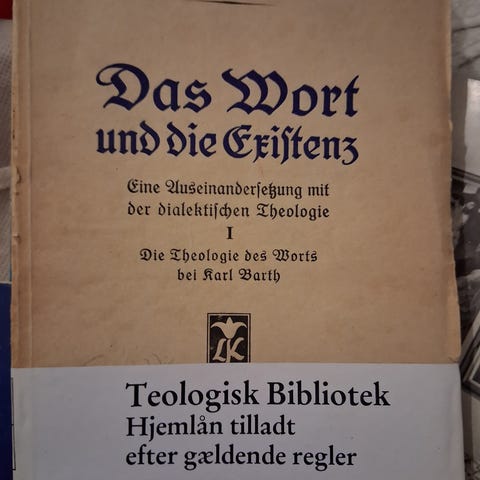 Das Wort
und die Existenz
Eine Auseinandersetzung mit
der dialektischen Theologie
I
Die Theologie des Worts
bei Karl Barth
LK
Teologisk Bibliotek
Hjemlån tilladt
efter gældende regler